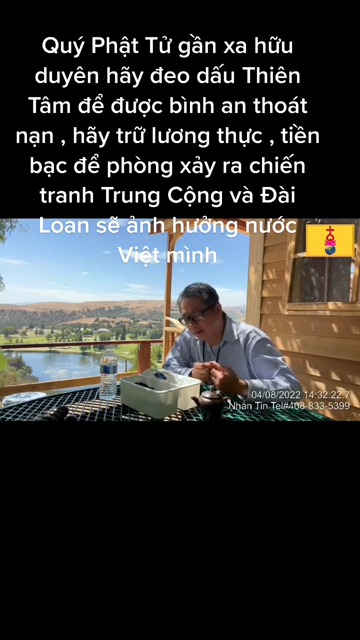 Quý Phật Tử gần xa hữu
duyên hãy đeo dấu Thiên
Tâm để được bình an thoát
nạn , hãy trữ lương thực , tiền
bạc để phòng xảy ra chiến
tranh Trung Cộng và Đài
Loan sẽ ảnh hưởng nước
Việt mình
04/08/2022 14:32:22.7
Nhắn Tin Tel#408-833-5399